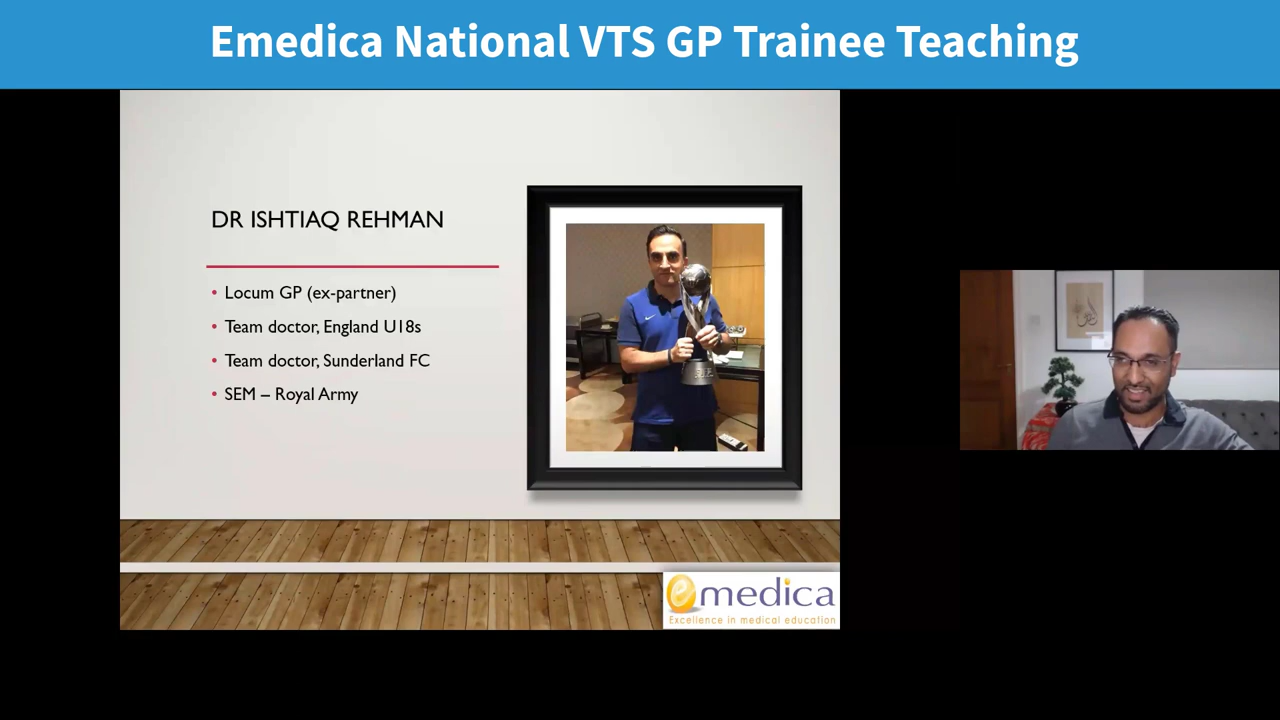 Emedica National VTS GP Trainee Teaching
DR ISHTIAQ REHMAN
• Locum GP (ex-partner)
• Team doctor, England U18s
• Team doctor, Sunderland FC
• SEM – Royal Army
emedica
Excellence in medical education